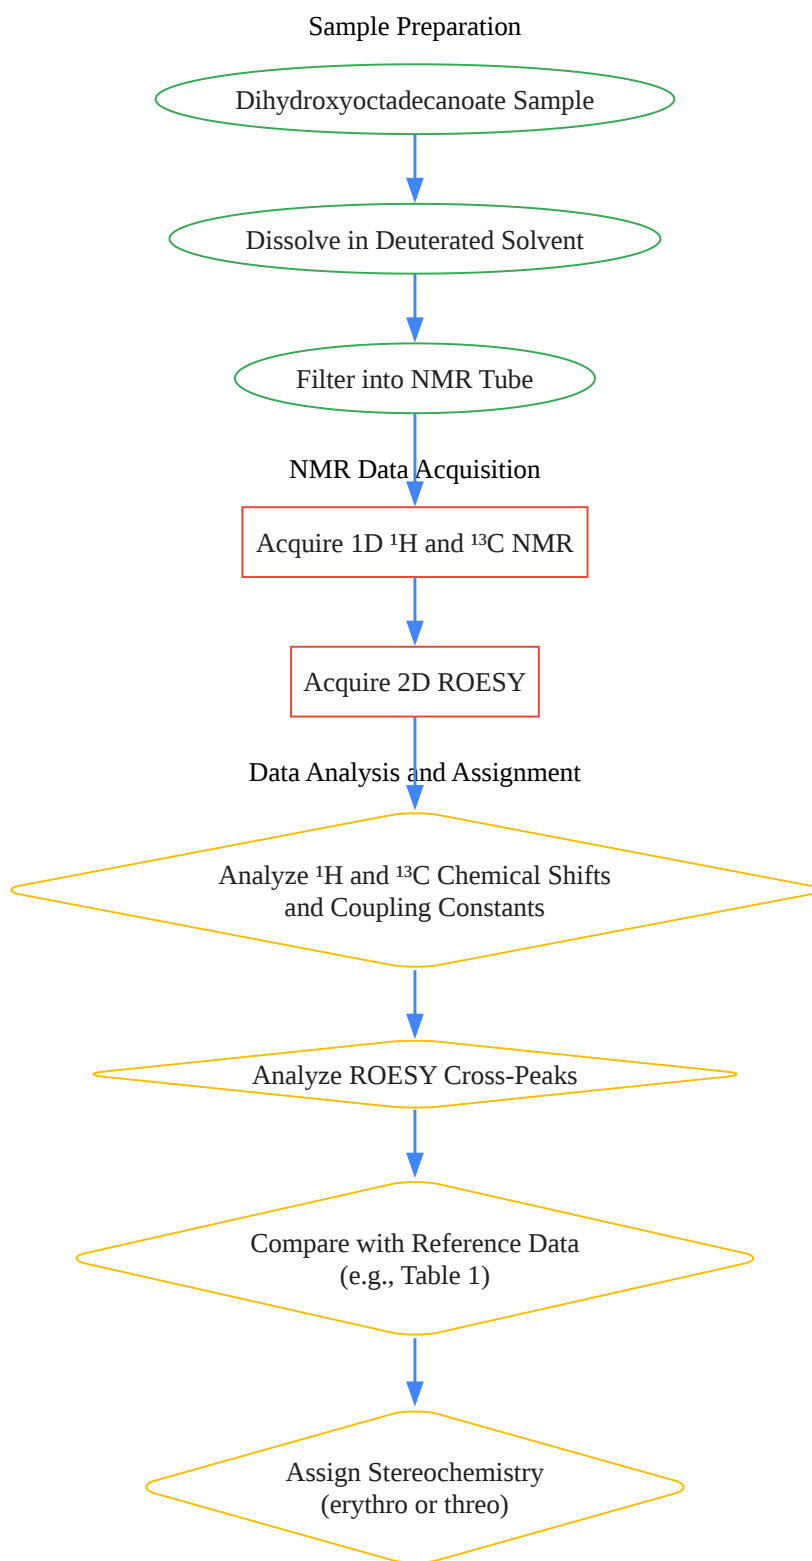 Sample Preparation
Dihydroxyoctadecanoate Sample
Dissolve in Deuterated Solvent
Filter into NMR Tube
NMR Data Acquisition
Acquire 1D ¹H and ¹³C NMR
Acquire 2D ROESY
Data Analysis and Assignment
Analyze ¹H and ¹³C Chemical Shifts
and Coupling Constants
Analyze ROESY Cross-Peaks
Compare with Reference Data
(e.g., Table 1)
Assign Stereochemistry
(erythro or threo)